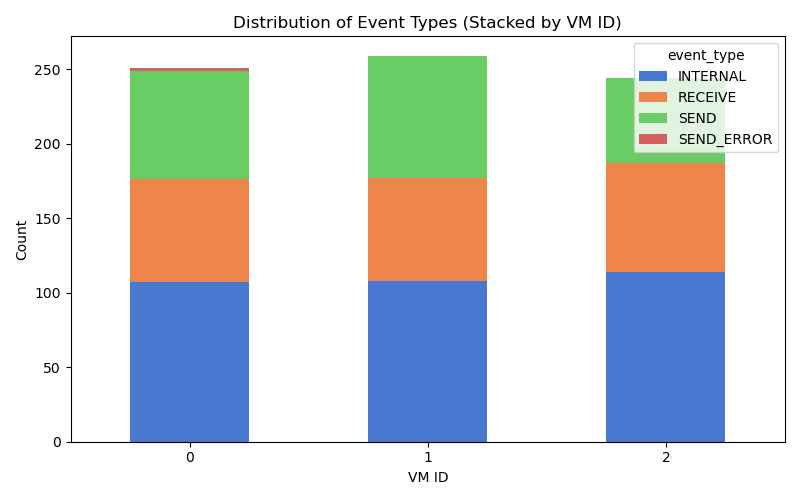 Distribution of Event Types (Stacked by VM ID)
event_type
INTERNAL
RECEIVE
SEND
SEND_ERROR
Count
250
200
150
100
50
0
0 1 2
VM ID